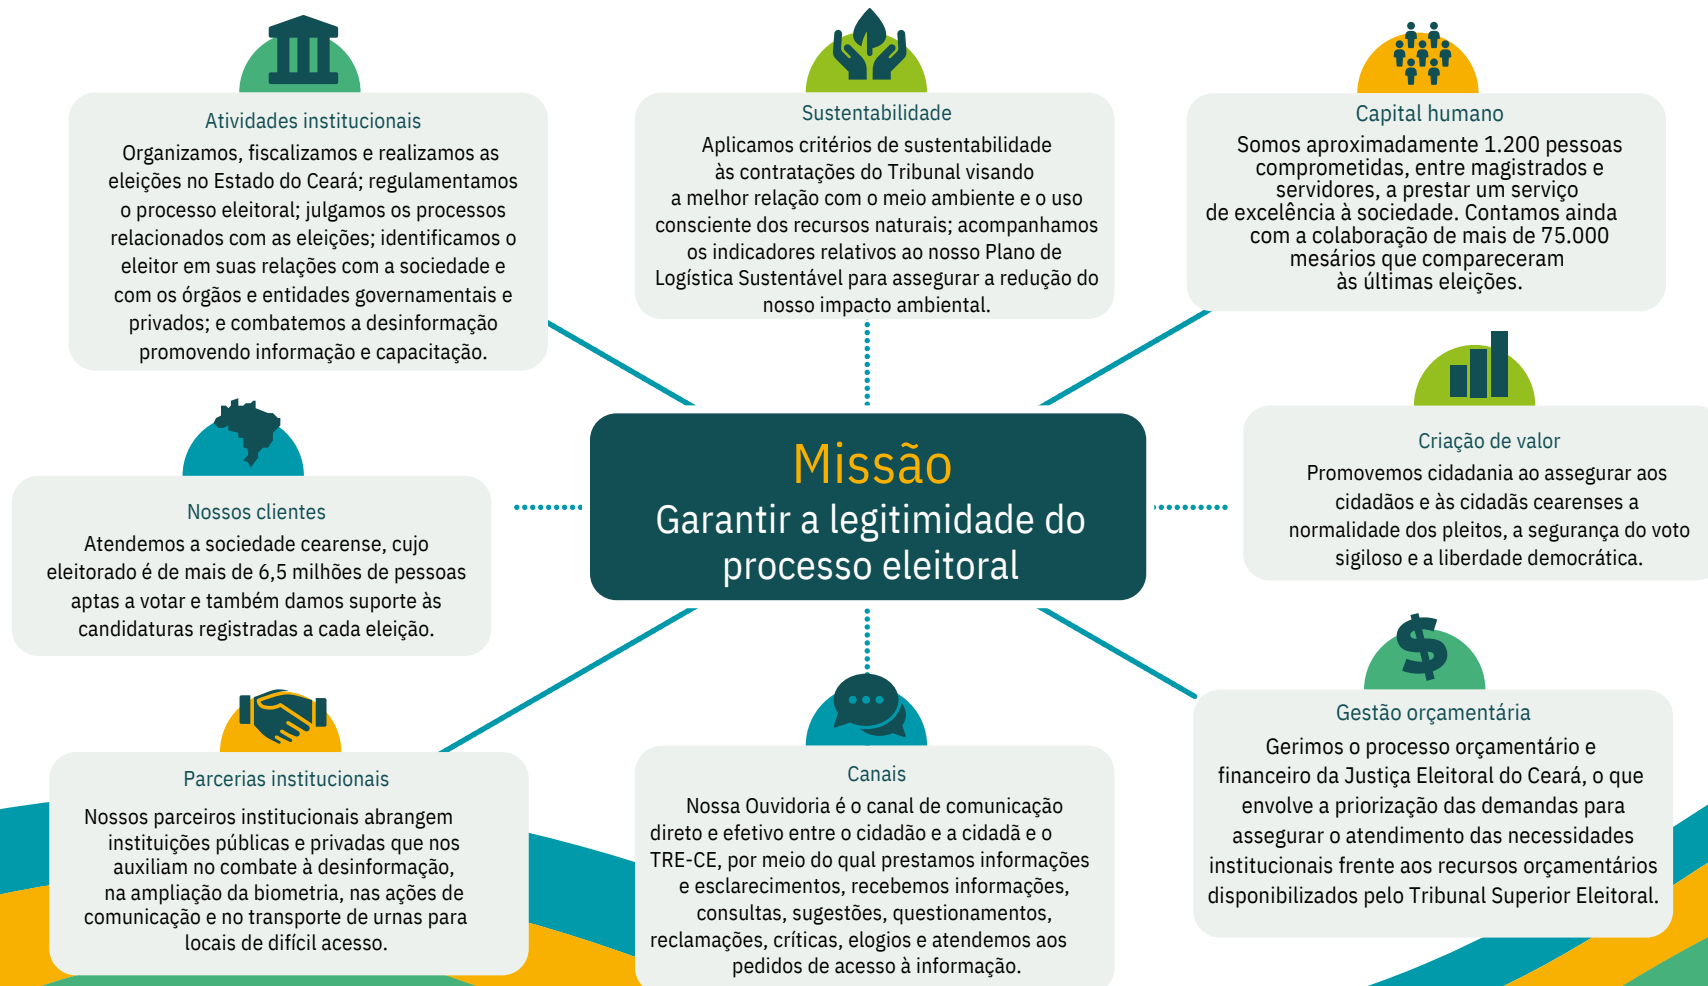 Atividades institucionais
Organizamos, fiscalizamos e realizamos as
eleições no Estado do Ceará; regulamentamos
o processo eleitoral; julgamos os processos
relacionados com as eleições; identificamos o
eleitor em suas relações com a sociedade e
com os órgãos e entidades governamentais e
privados; e combatemos a desinformação
promovendo informação e capacitação.
Sustentabilidade
Aplicamos critérios de sustentabilidade
às contratações do Tribunal visando
a melhor relação com o meio ambiente e o uso
consciente dos recursos naturais; acompanhamos
os indicadores relativos ao nosso Plano de
Logística Sustentável para assegurar a redução do
nosso impacto ambiental.
Capital humano
Somos aproximadamente 1.200 pessoas
comprometidas, entre magistrados e
servidores, a prestar um serviço
de excelência à sociedade. Contamos ainda
com a colaboração de mais de 75.000
mesários que compareceram
às últimas eleições.
Nossos clientes
Atendemos a sociedade cearense, cujo
eleitorado é de mais de 6,5 milhões de pessoas
aptas a votar e também damos suporte às
candidaturas registradas a cada eleição.
Missão
Garantir a legitimidade do
processo eleitoral
Criação de valor
Promovemos cidadania ao assegurar aos
cidadãos e às cidadãs cearenses a
normalidade dos pleitos, a segurança do voto
sigiloso e a liberdade democrática.
Parcerias institucionais
Nossos parceiros institucionais abrangem
instituições públicas e privadas que nos
auxiliam no combate à desinformação,
na ampliação da biometria, nas ações de
comunicação e no transporte de urnas para
locais de difícil acesso.
Canais
Nossa Ouvidoria é o canal de comunicação
direto e efetivo entre o cidadão e a cidadã e o
TRE-CE, por meio do qual prestamos informações
e esclarecimentos, recebemos informações,
consultas, sugestões, questionamentos,
reclamações, críticas, elogios e atendemos aos
pedidos de acesso à informação.
Gestão orçamentária
Gerimos o processo orçamentário e
financeiro da Justiça Eleitoral do Ceará, o que
envolve a priorização das demandas para
assegurar o atendimento das necessidades
institucionais frente aos recursos orçamentários
disponibilizados pelo Tribunal Superior Eleitoral.